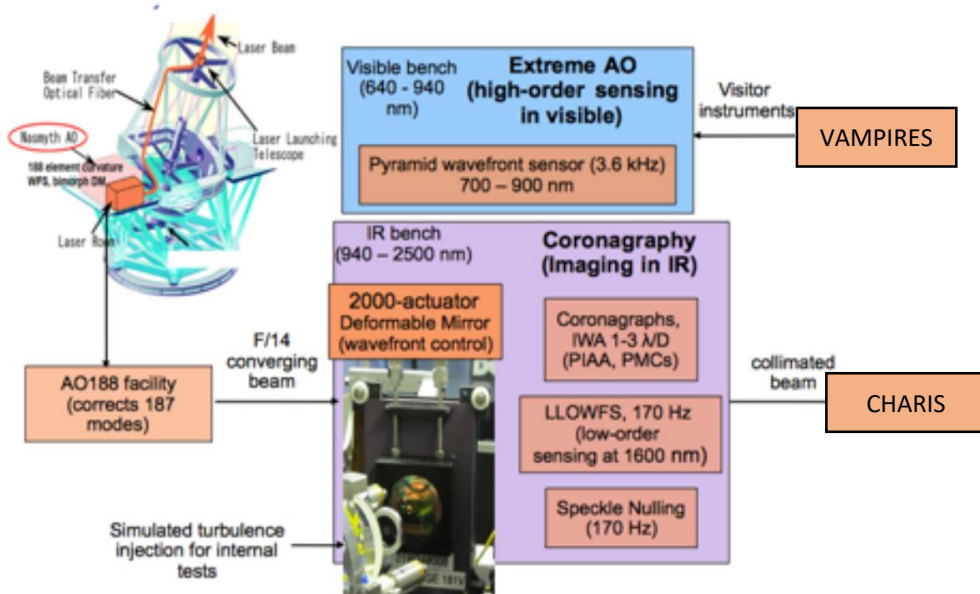 Laser Beam
Beam Transfer
Optical Fiber
Nasmyth AO
188 element curvature
WFS, bimorph DM
Laser Launching
Telescope
Laser Room
Visible bench
(640 - 940
nm)
Extreme AO
(high-order sensing
in visible)
Pyramid wavefront sensor (3.6 kHz)
700 – 900 nm
Visitor
instruments
VAMPIRES
IR bench
(940 – 2500 nm)
Coronagraphy
(Imaging in IR)
2000-actuator
Deformable Mirror
(wavefront control)
Coronagraphs,
IWA 1-3 λ/D
(PIAA, PMCs)
LLOWFS, 170 Hz
(low-order
sensing at 1600 nm)
Speckle Nulling
(170 Hz)
F/14
converging
beam
AO188 facility
(corrects 187
modes)
collimated
beam
CHARIS
Simulated turbulence
injection for internal
tests